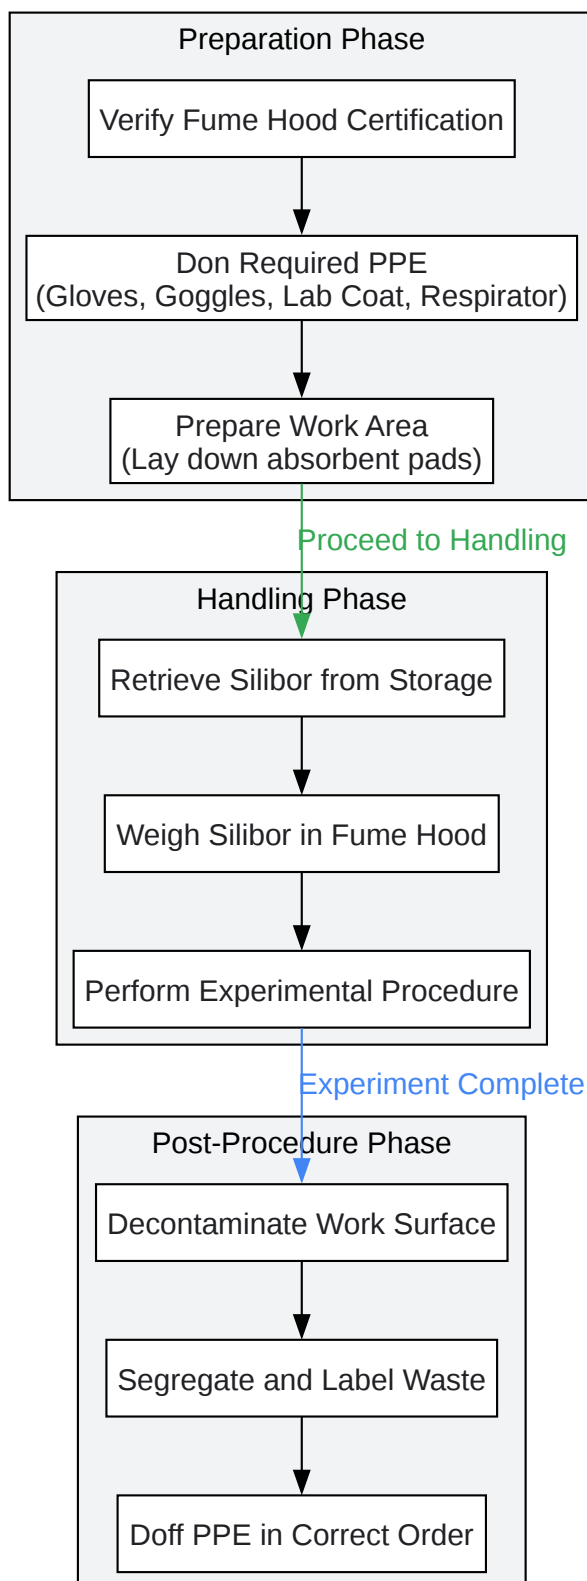 Preparation Phase
Verify Fume Hood Certification
Don Required PPE
(Gloves, Goggles, Lab Coat, Respirator)
Prepare Work Area
(Lay down absorbent pads)
Proceed to Handling
Handling Phase
Retrieve Silibor from Storage
Weigh Silibor in Fume Hood
Perform Experimental Procedure
Experiment Complete
Post-Procedure Phase
Decontaminate Work Surface
Segregate and Label Waste
Doff PPE in Correct Order